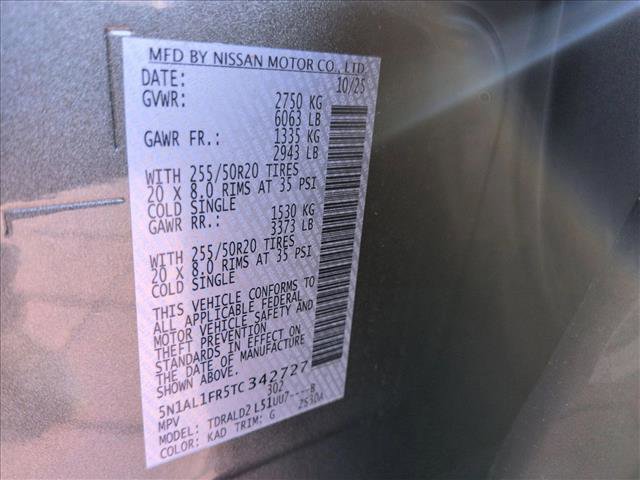 MFD BY NISSAN MOTOR CO., LTD
DATE: 10/25
GVWR: 2750 KG
6063 LB
GAWR FR.: 1335 KG
2943 LB
WITH 255/50R20 TIRES
20 X 8.0 RIMS AT 35 PSI
COLD SINGLE
GAWR RR.: 1530 KG
3373 LB
WITH 255/50R20 TIRES
20 X 8.0 RIMS AT 35 PSI
COLD SINGLE
THIS VEHICLE CONFORMS TO
ALL APPLICABLE FEDERAL
MOTOR VEHICLE SAFETY AND
THEFT PREVENTION
STANDARDS IN EFFECT ON
THE DATE OF MANUFACTURE
SHOWN ABOVE.
5N1AL1FR5TC 342727
MPV 302
MODEL: TDRALD2 L51UU7---B
COLOR: KAD TRIM: G 2530A